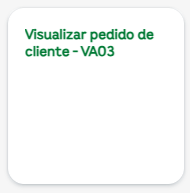 Visualizar pedido de
cliente - VA03